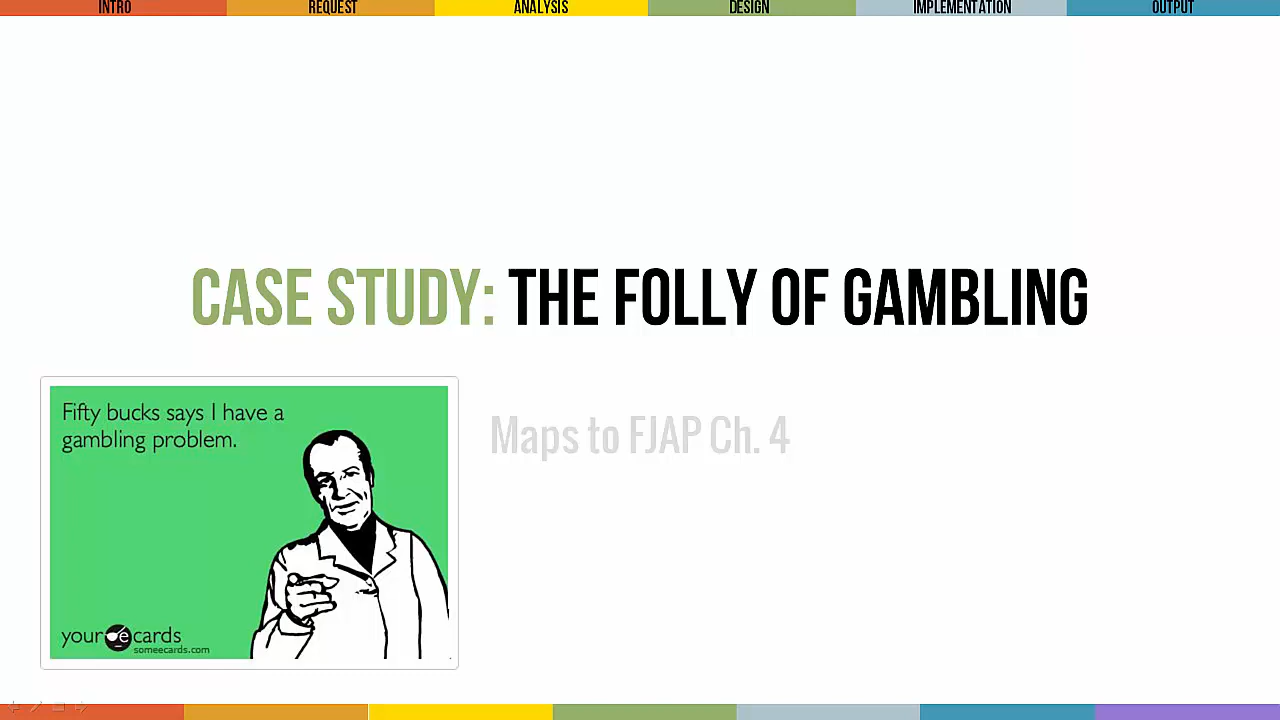 INTRO REQUEST ANALYSIS DESIGN IMPLEMENTATION OUTPUT
CASE STUDY: THE FOLLY OF GAMBLING
Maps to FJAP Ch. 4
Fifty bucks says I have a
gambling problem.
your e cards
someecards.com